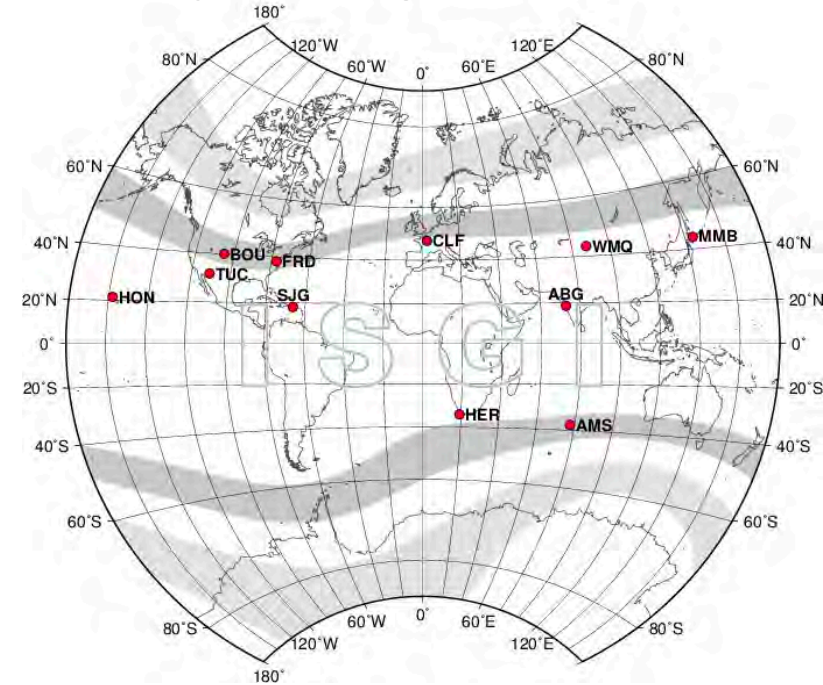 180°
80°N 120°W 120°E 80°N
60°W 0° 60°E
60°N 60°N
40°N BOU FRD CLF WMQ MMB 40°N
TUC
20°N HON SJG ABG 20°N
I S G I
0° 0°
20°S 20°S
HER AMS
40°S 40°S
60°S 60°S
60°W 0° 60°E
80°S 120°W 120°E 80°S
180°